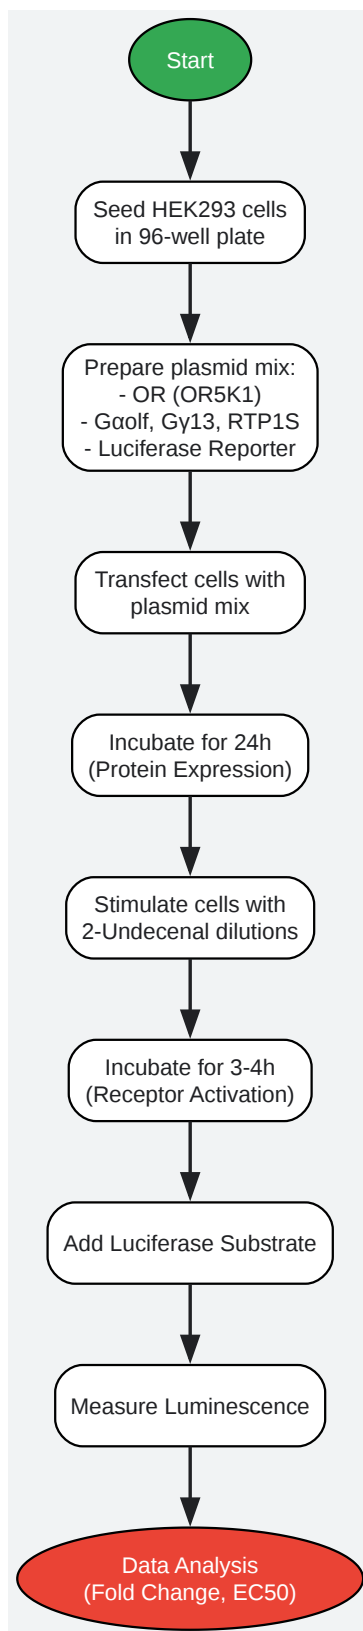 Start
Seed HEK293 cells
in 96-well plate
Prepare plasmid mix:
- OR (OR5K1)
- Gαolf, Gγ13, RTP1S
- Luciferase Reporter
Transfect cells with
plasmid mix
Incubate for 24h
(Protein Expression)
Stimulate cells with
2-Undecenal dilutions
Incubate for 3-4h
(Receptor Activation)
Add Luciferase Substrate
Measure Luminescence
Data Analysis
(Fold Change, EC50)